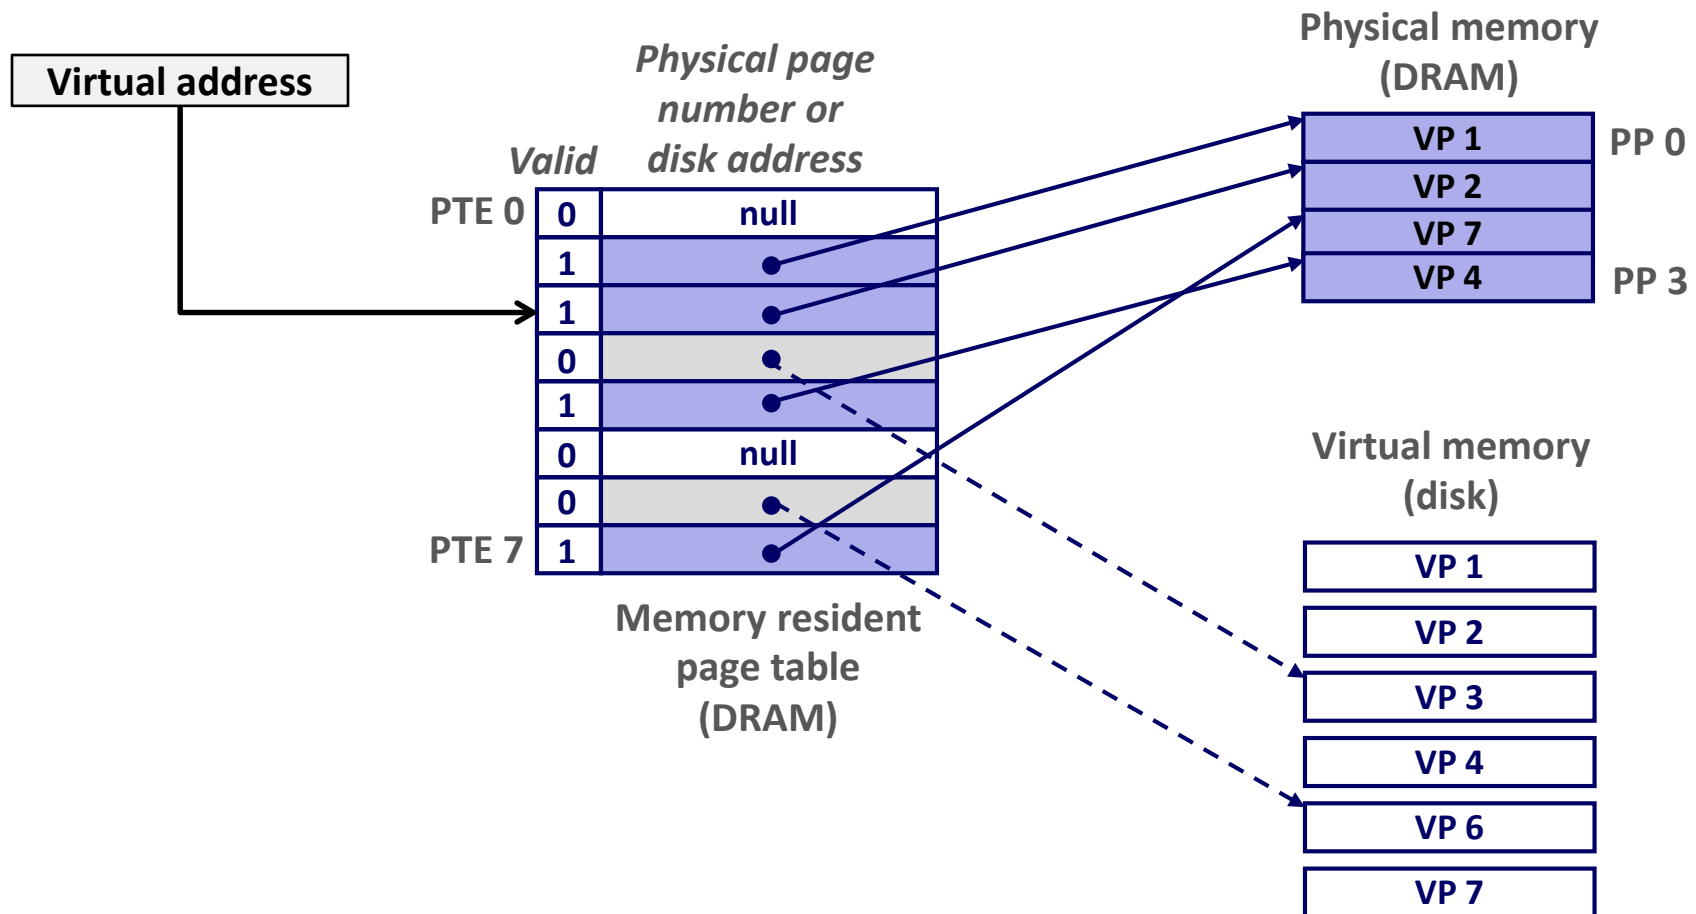 Virtual address
Physical page
number or
disk address
Valid
PTE 0
0
null
1
1
0
1
0
null
0
PTE 7
1
Memory resident
page table
(DRAM)
Physical memory
(DRAM)
VP 1
PP 0
VP 2
VP 7
VP 4
PP 3
Virtual memory
(disk)
VP 1
VP 2
VP 3
VP 4
VP 6
VP 7